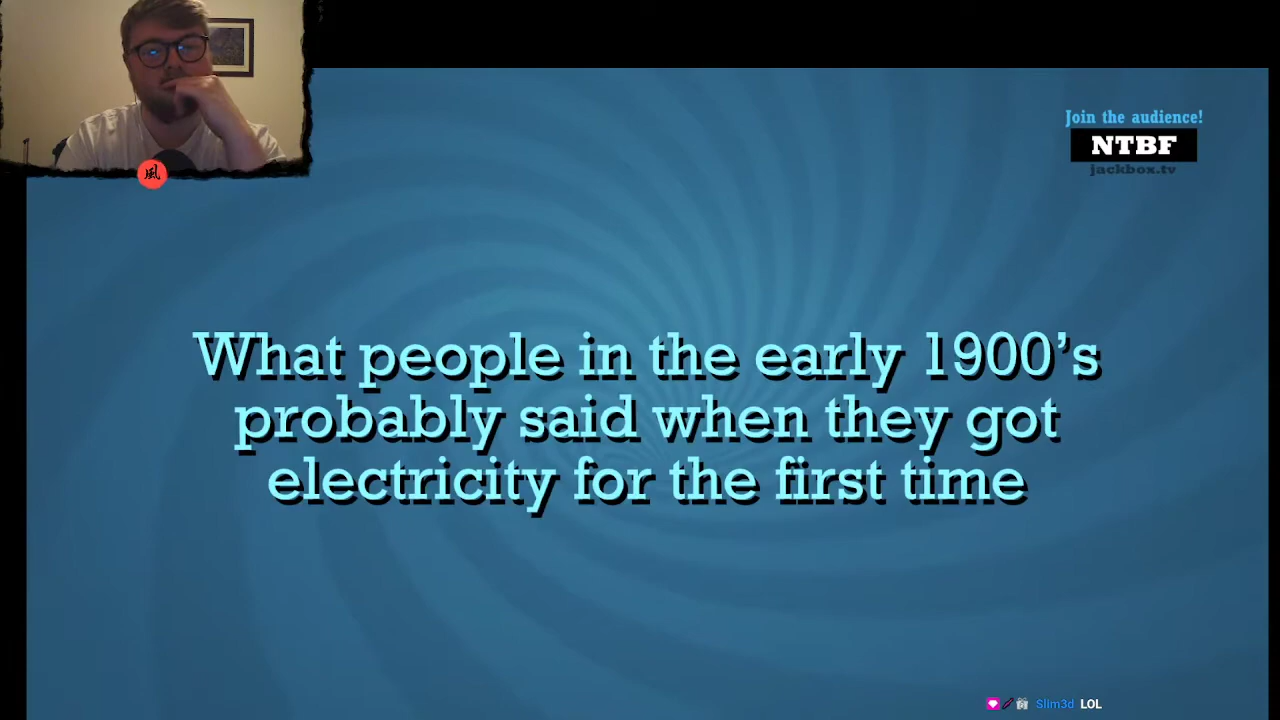 Join the audience!
NTBF
jackbox.tv
風
What people in the early 1900's
probably said when they got
electricity for the first time
Slim3d LOL